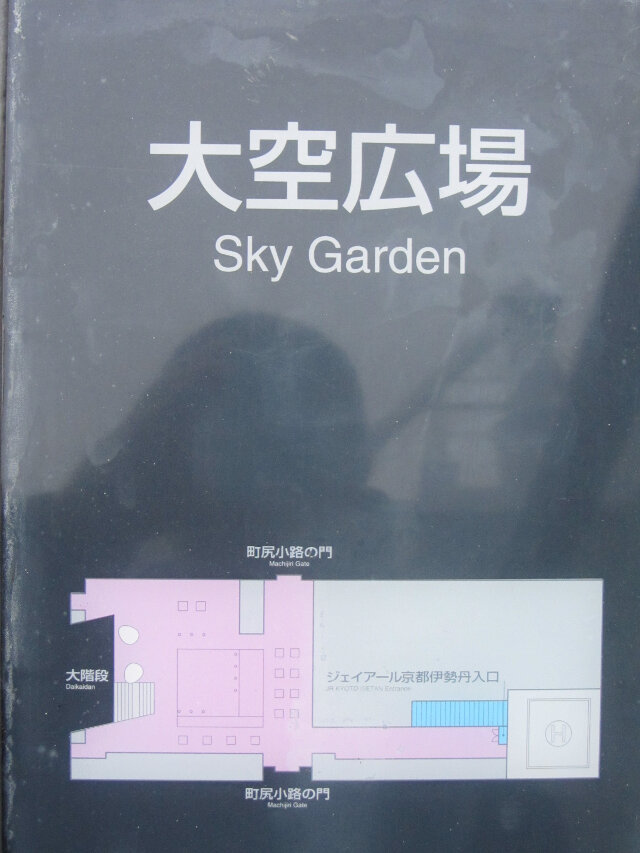 大空広場
Sky Garden
町尻小路の門
Machijiri Gate
大階段
Daikaidan
ジェイアール京都伊勢丹入口
JR KYOTO ISETAN Entrance
H
町尻小路の門
Machijiri Gate